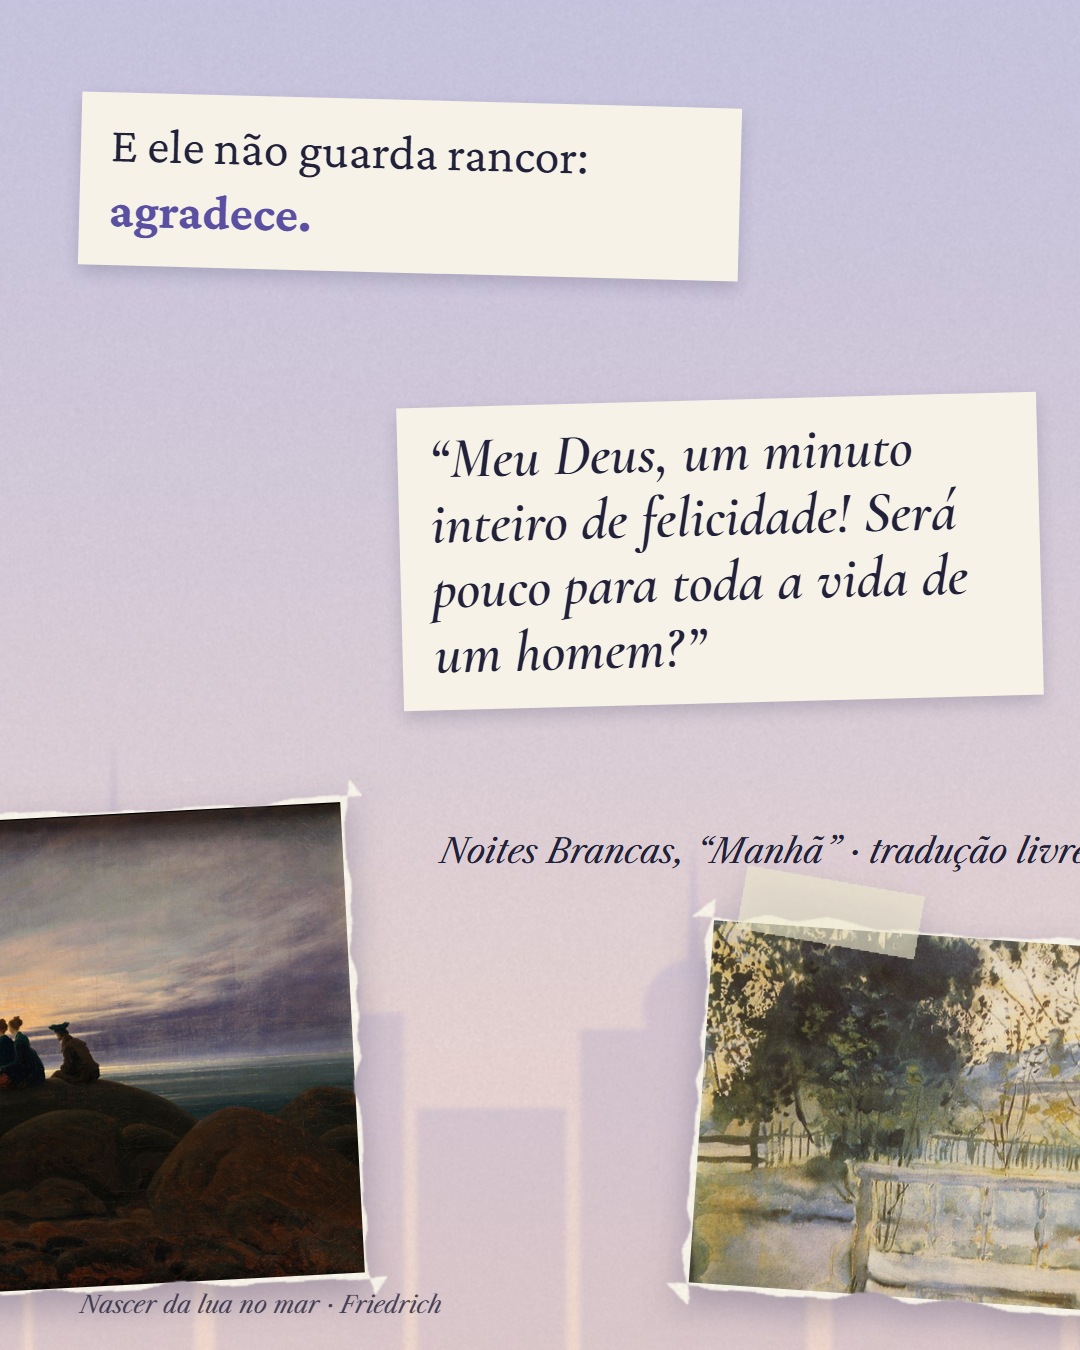 E ele não guarda rancor:
agradece.
“Meu Deus, um minuto
inteiro de felicidade! Será
pouco para toda a vida de
um homem?”
Noites Brancas, “Manhã” · tradução livre
Nascer da lua no mar · Friedrich